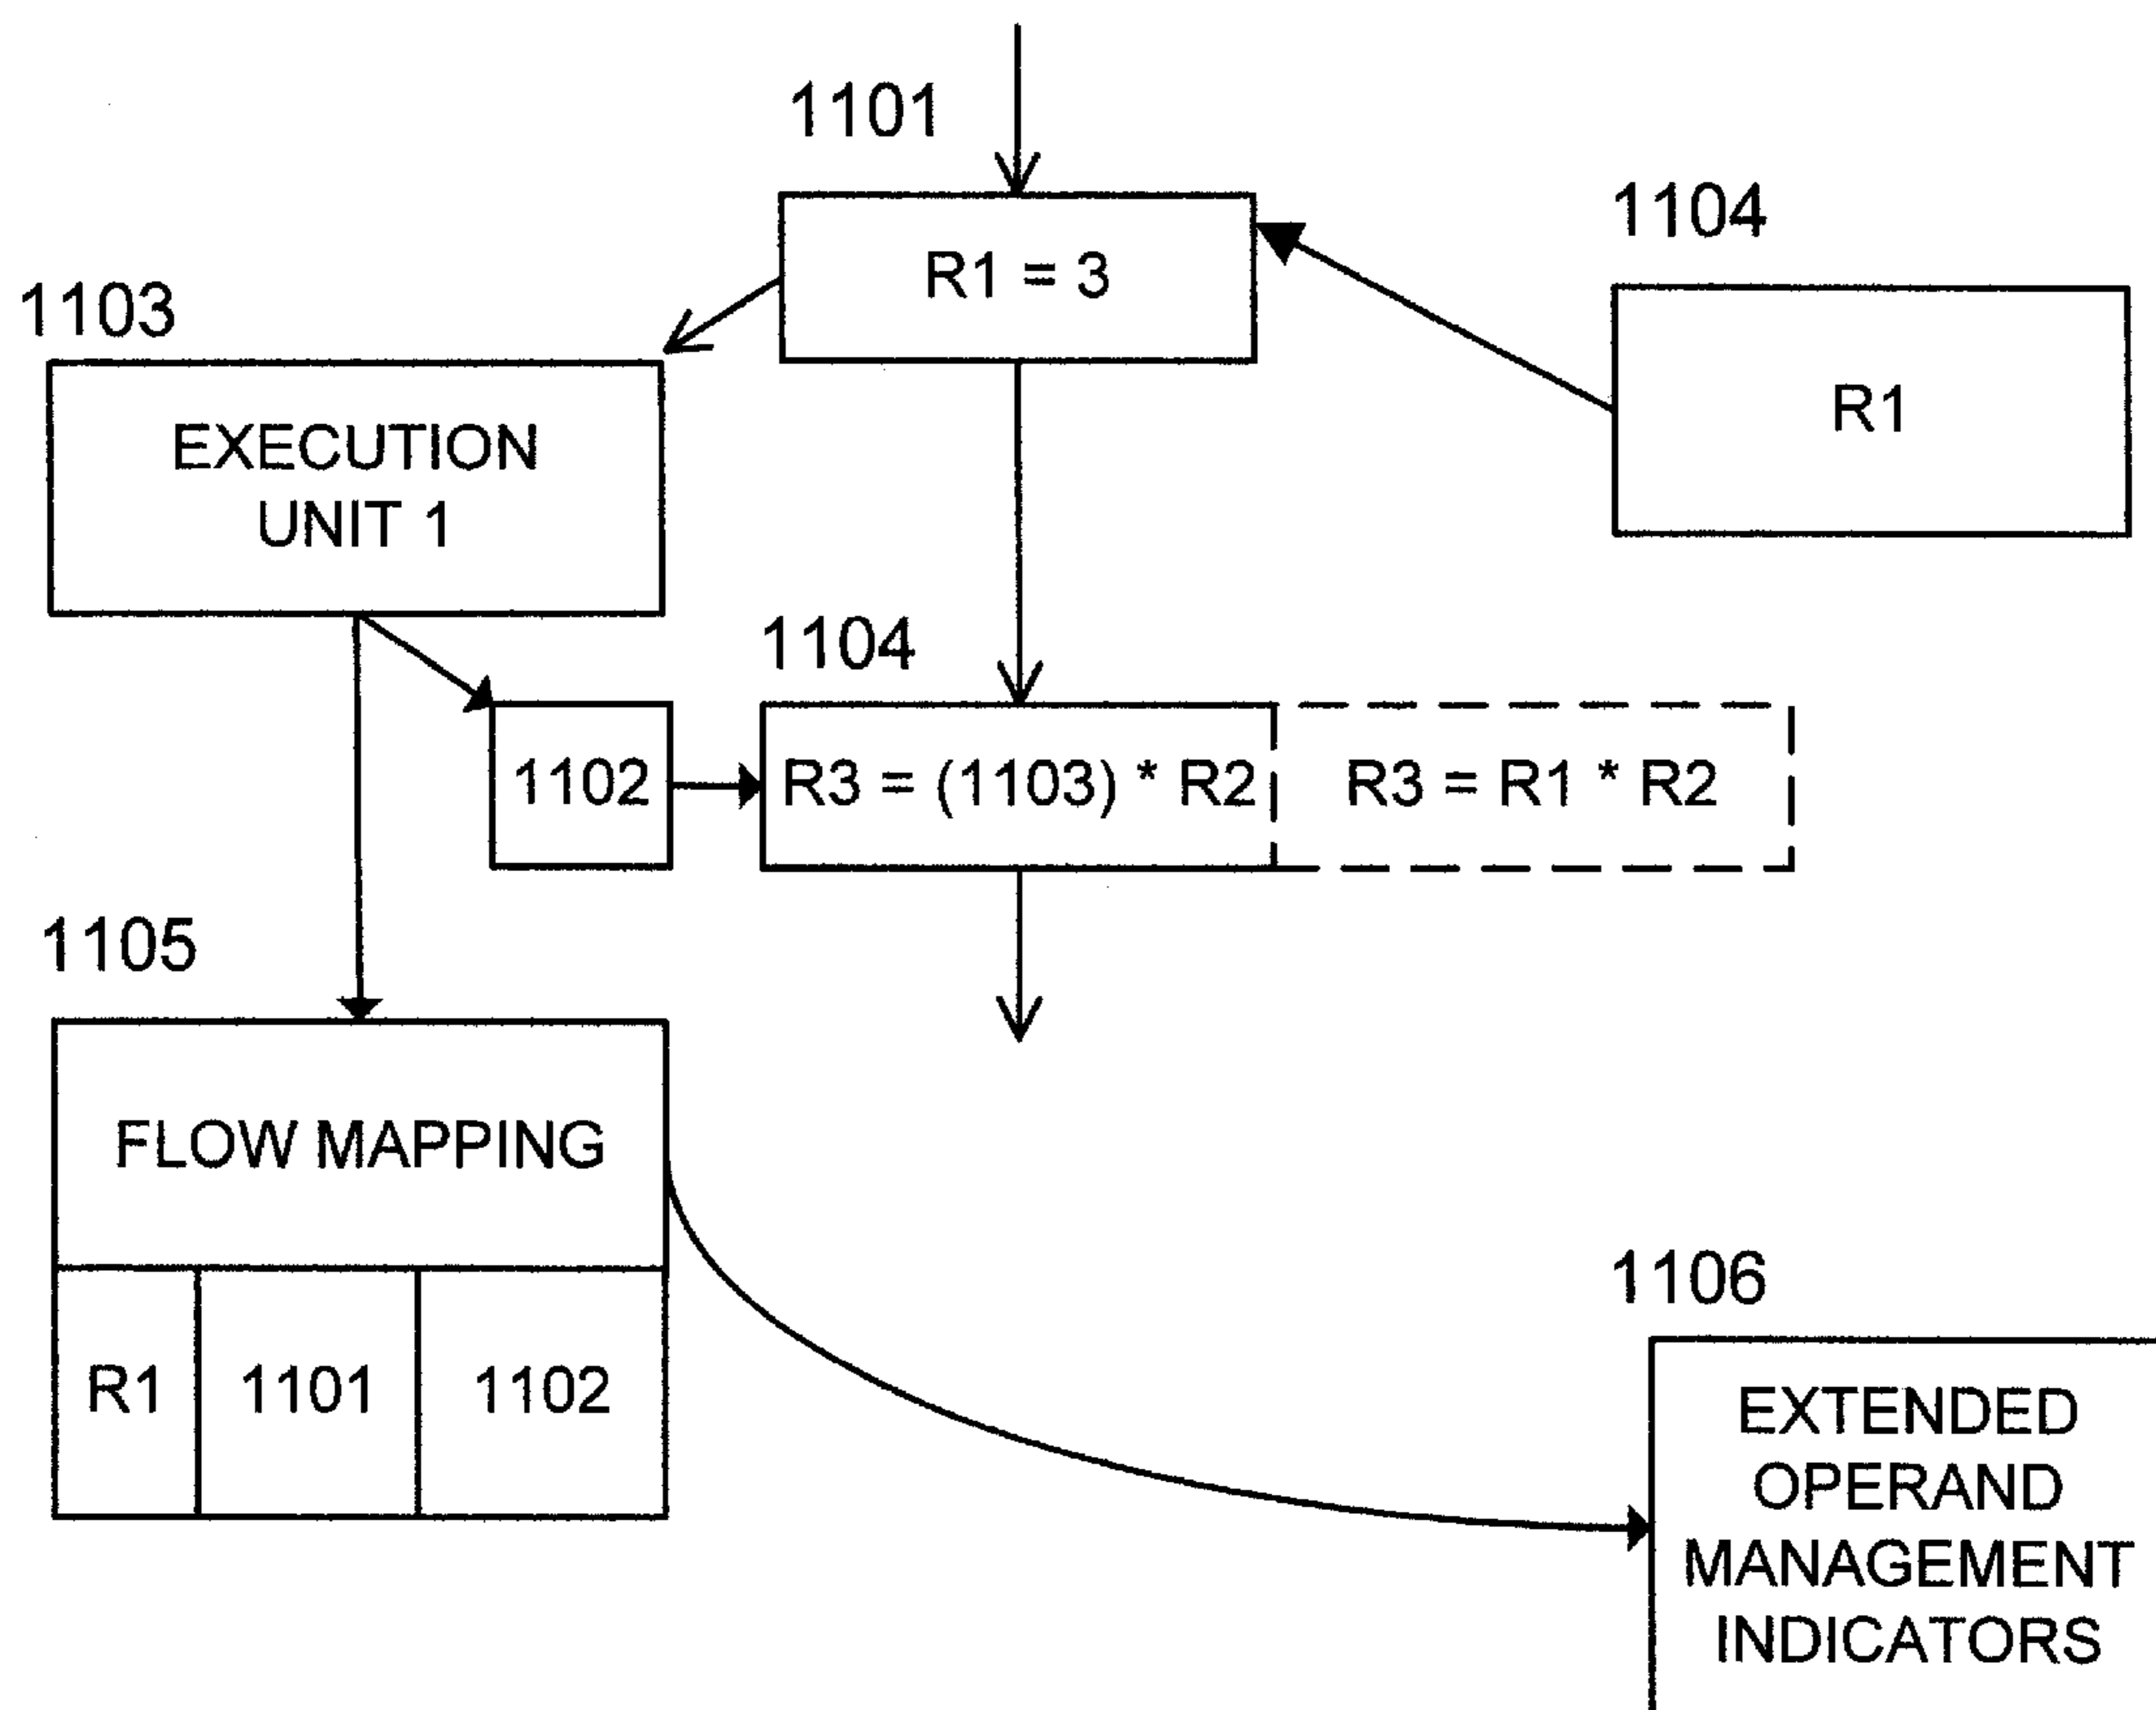 1101
R1 = 3
1104
R1
1103
EXECUTION
UNIT 1
1104
1102
R3 = (1103) * R2
R3 = R1 * R2
1105
FLOW MAPPING
R1
1101
1102
1106
EXTENDED
OPERAND
MANAGEMENT
INDICATORS